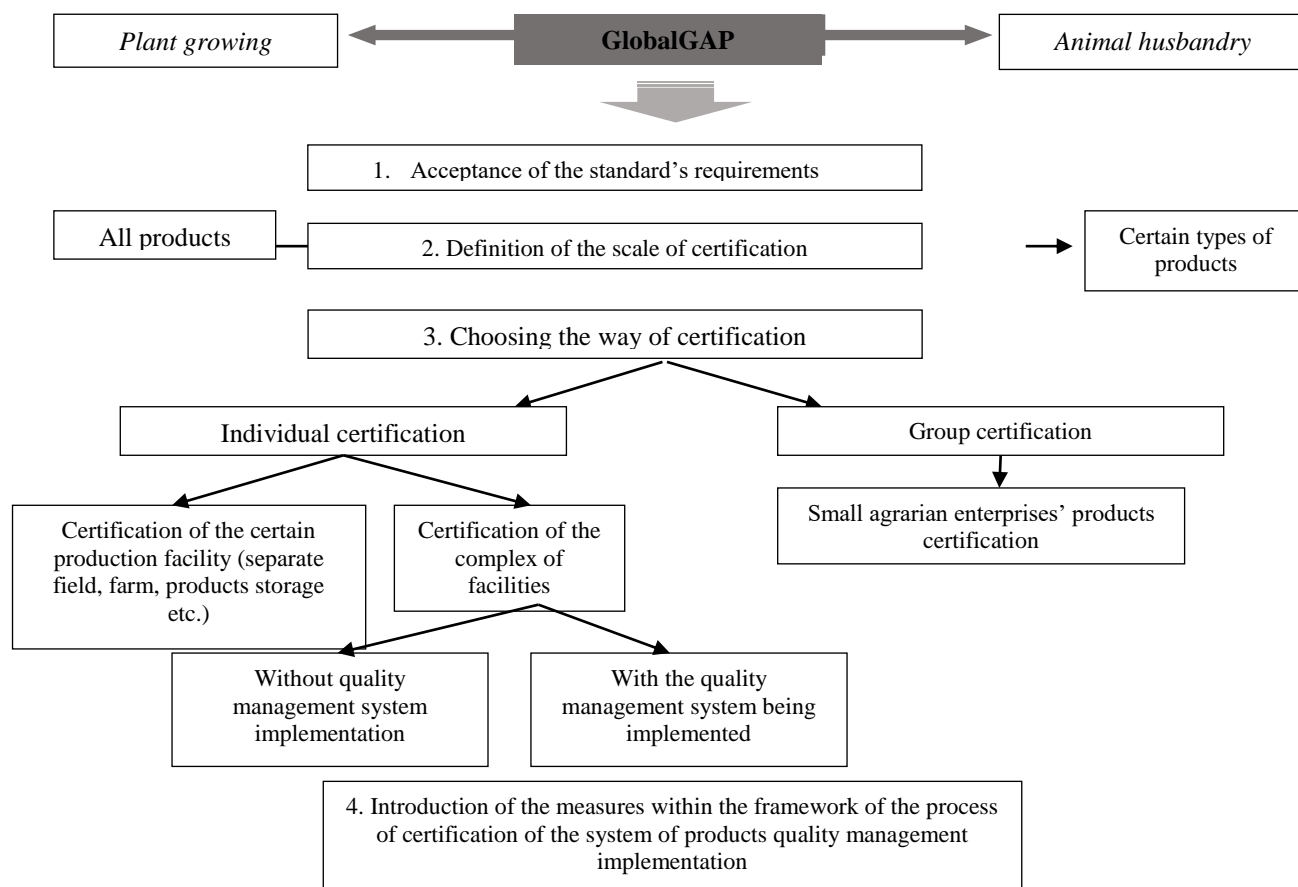 Plant growing
GlobalGAP
Animal husbandry
1. Acceptance of the standard's requirements
All products
2. Definition of the scale of certification
Certain types of
products
3. Choosing the way of certification
Individual certification
Group certification
Certification of the certain
production facility (separate
field, farm, products storage
etc.)
Certification of the
complex of
facilities
Small agrarian enterprises' products
certification
Without quality
management system
implementation
With the quality
management system being
implemented
4. Introduction of the measures within the framework of the process
of certification of the system of products quality management
implementation